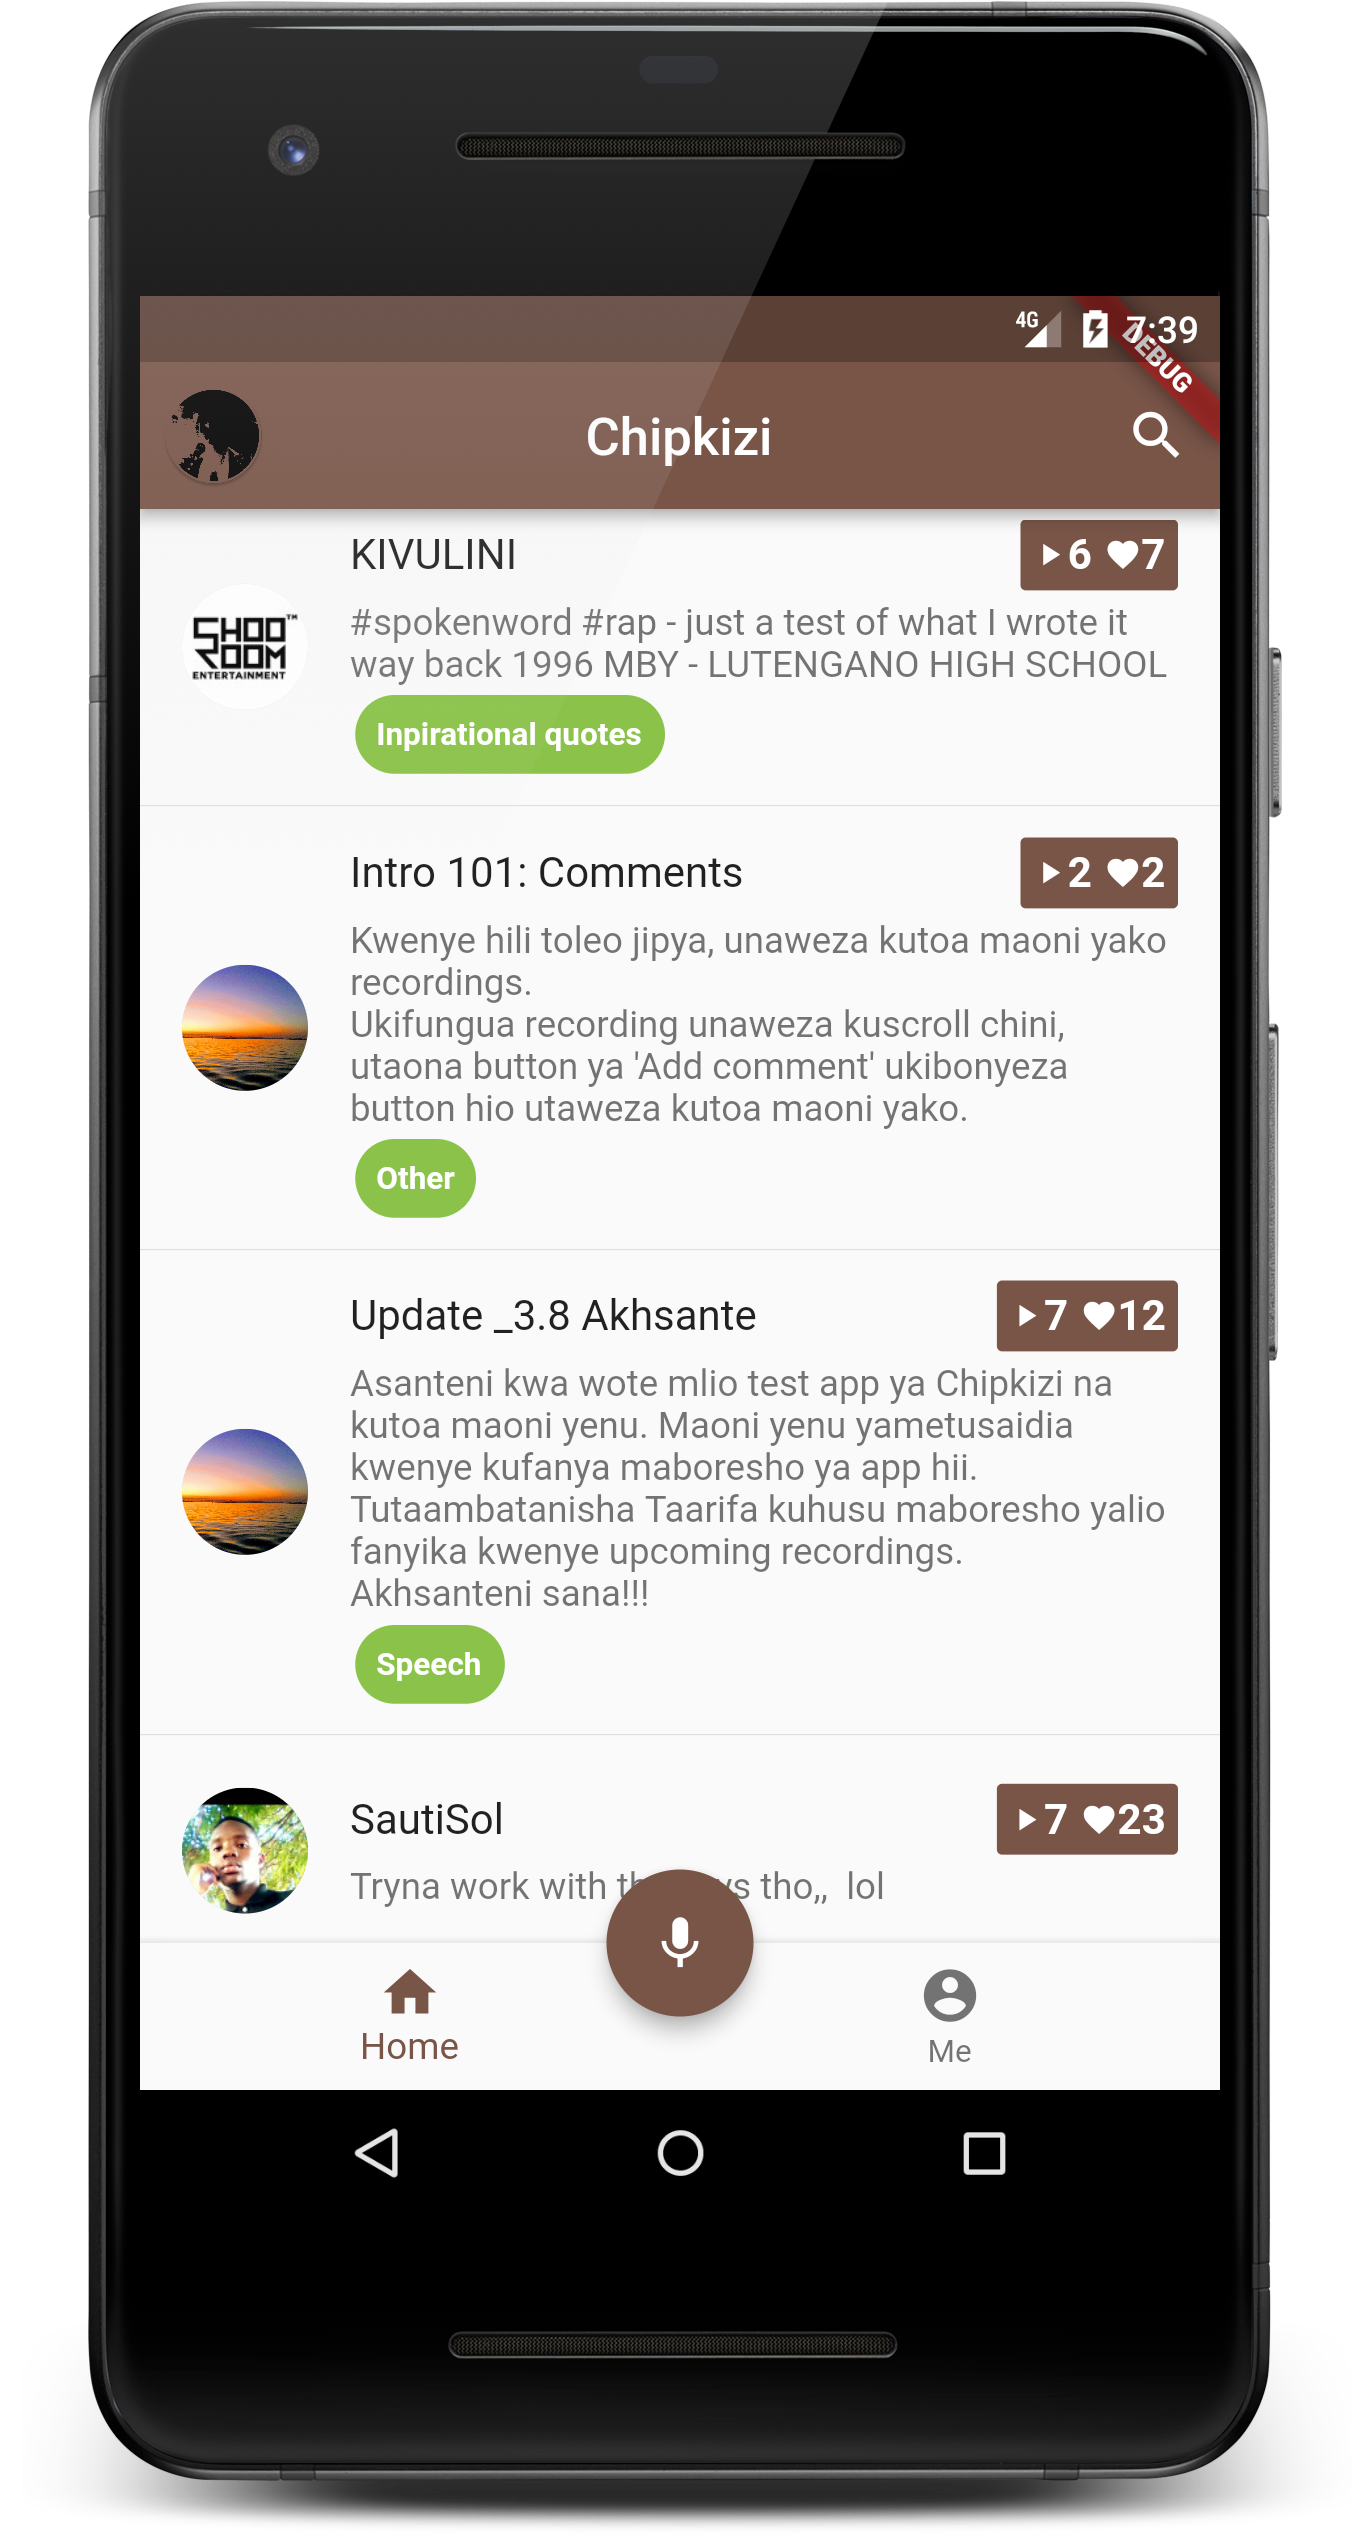 4G 7:39
DEBUG
Chipkizi
KIVULINI 6 7
SHOO ROOM™
ENTERTAINMENT
#spokenword #rap - just a test of what I wrote it
way back 1996 MBY - LUTENGANO HIGH SCHOOL
Inpirational quotes
Intro 101: Comments 2 2
Kwenye hili toleo jipya, unaweza kutoa maoni yako
recordings.
Ukifungua recording unaweza kuscroll chini,
utaona button ya 'Add comment' ukibonyeza
button hio utaweza kutoa maoni yako.
Other
Update _3.8 Akhsante 7 12
Asanteni kwa wote mlio test app ya Chipkizi na
kutoa maoni yenu. Maoni yenu yametusaidia
kwenye kufanya maboresho ya app hii.
Tutaambatanisha Taarifa kuhusu maboresho yalio
fanyika kwenye upcoming recordings.
Akhsanteni sana!!!
Speech
SautiSol 7 23
Tryna work with tho,, lol
Home
Me